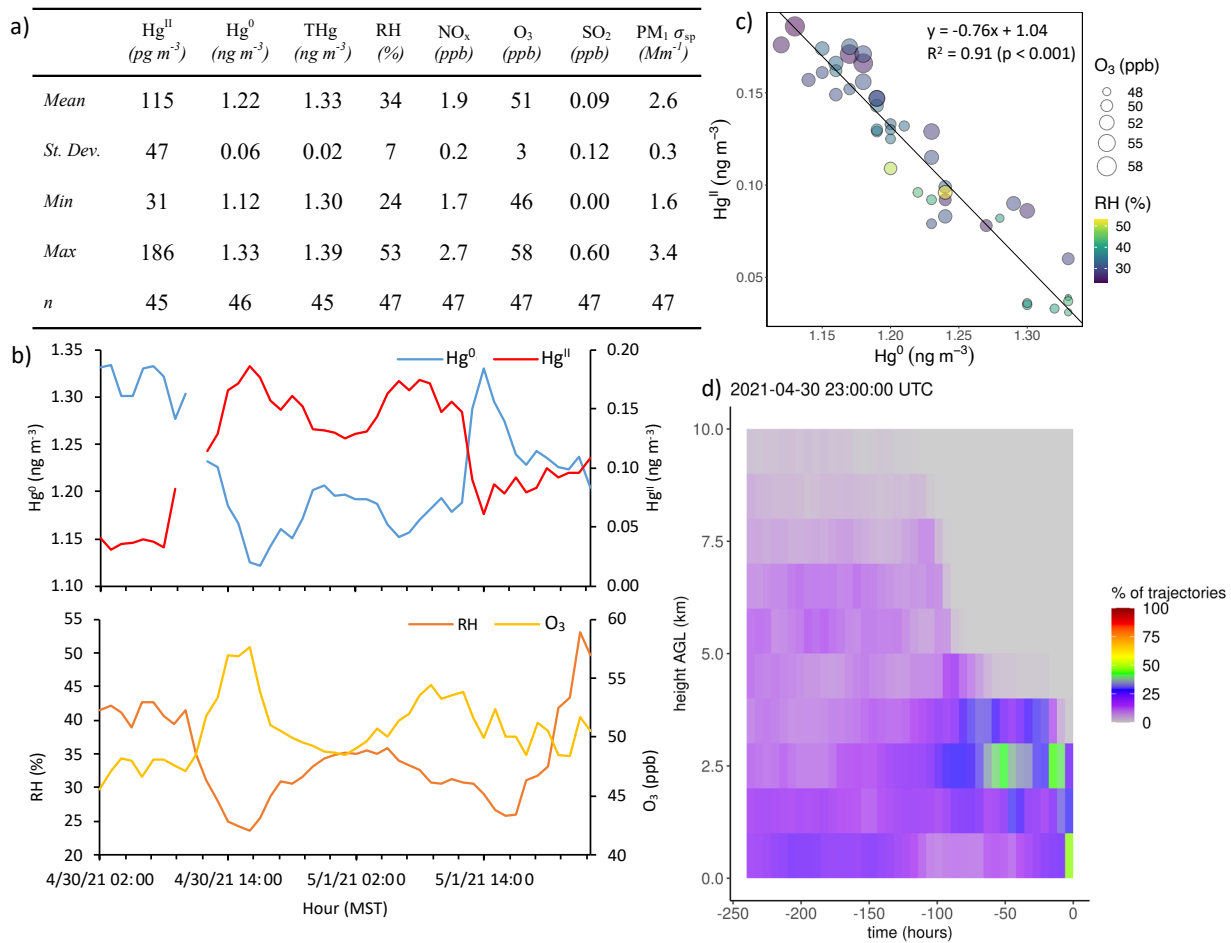 a)
Hg^II Hg^0 THg RH NO_x O_3 SO_2 PM_1 σ_sp
(pg m^-3) (ng m^-3) (ng m^-3) (%) (ppb) (ppb) (ppb) (Mm^-1)
Mean 115 1.22 1.33 34 1.9 51 0.09 2.6
St. Dev. 47 0.06 0.02 7 0.2 3 0.12 0.3
Min 31 1.12 1.30 24 1.7 46 0.00 1.6
Max 186 1.33 1.39 53 2.7 58 0.60 3.4
n 45 46 45 47 47 47 47 47
b)
Hg^0 Hg^II
1.35 0.20
1.30 0.15
1.25 0.10
1.20 0.05
1.15 0.00
1.10
Hg^0 (ng m^-3)
Hg^II (ng m^-3)
RH O_3
55 60
50 55
45 50
40 45
35 40
30
25
20
RH (%)
O_3 (ppb)
4/30/21 02:00 4/30/21 14:00 5/1/21 02:00 5/1/21 14:00
Hour (MST)
c)
y = -0.76x + 1.04
R^2 = 0.91 (p < 0.001)
0.15
0.10
0.05
Hg^II (ng m^−3)
1.15 1.20 1.25 1.30
Hg^0 (ng m^−3)
O_3 (ppb)
48
50
52
55
58
RH (%)
50
40
30
d) 2021-04-30 23:00:00 UTC
10.0
7.5
5.0
2.5
0.0
height AGL (km)
-250 -200 -150 -100 -50 0
time (hours)
% of trajectories
100
75
50
25
0